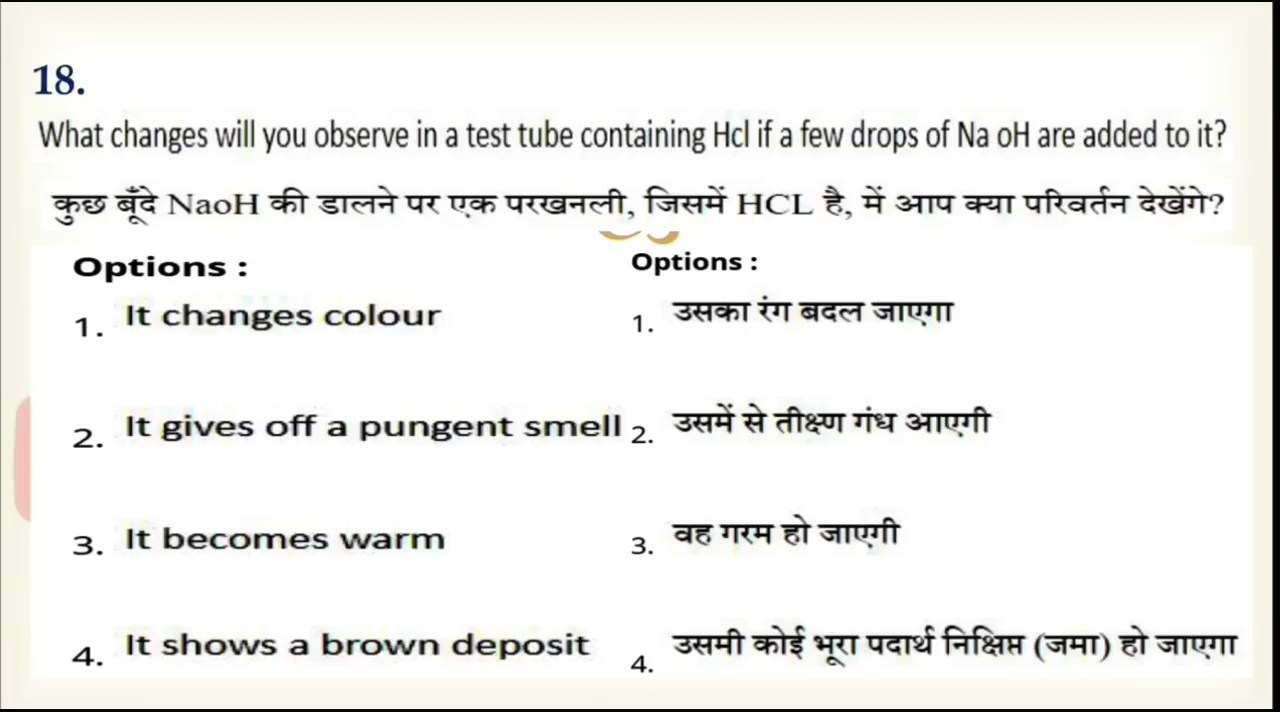 18.
What changes will you observe in a test tube containing Hcl if a few drops of Na oH are added to it?
कुछ बूँदे NaoH की डालने पर एक परखनली, जिसमें HCL है, में आप क्या परिवर्तन देखेंगे?
Options :
1. It changes colour
2. It gives off a pungent smell
3. It becomes warm
4. It shows a brown deposit
Options :
1. उसका रंग बदल जाएगा
2. उसमें से तीक्ष्ण गंध आएगी
3. वह गरम हो जाएगी
4. उसमी कोई भूरा पदार्थ निक्षिप्त (जमा) हो जाएगा